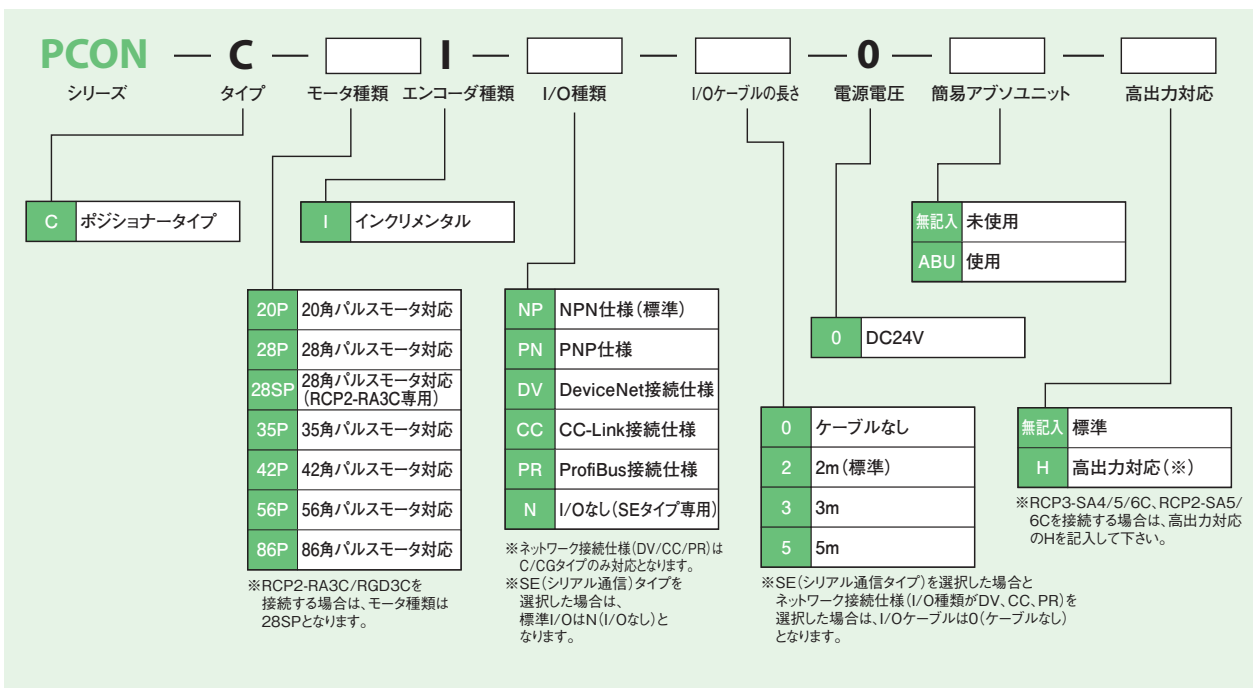 PCON — C — I — — — 0 — —
シリーズ タイプ モータ種類 エンコーダ種類 I/O種類 I/Oケーブルの長さ 電源電圧 簡易アブソユニット 高出力対応
C ポジショナータイプ
I インクリメンタル
20P 20角パルスモータ対応
28P 28角パルスモータ対応
28SP 28角パルスモータ対応
(RCP2-RA3C専用)
35P 35角パルスモータ対応
42P 42角パルスモータ対応
56P 56角パルスモータ対応
86P 86角パルスモータ対応
※RCP2-RA3C/RGD3Cを
接続する場合は、モータ種類は
28SPとなります。
NP NPN仕様(標準)
PN PNP仕様
DV DeviceNet接続仕様
CC CC-Link接続仕様
PR ProfiBus接続仕様
N I/Oなし(SEタイプ専用)
※ネットワーク接続仕様(DV/CC/PR)は
C/CGタイプのみ対応となります。
※SE(シリアル通信)タイプを
選択した場合は、
標準I/OはN(I/Oなし)と
なります。
0 ケーブルなし
2 2m(標準)
3 3m
5 5m
※SE(シリアル通信タイプ)を選択した場合と
ネットワーク接続仕様(I/O種類がDV、CC、PR)を
選択した場合は、I/Oケーブルは0(ケーブルなし)
となります。
0 DC24V
無記入 未使用
ABU 使用
無記入 標準
H 高出力対応(※)
※RCP3-SA4/5/6C、RCP2-SA5/
6Cを接続する場合は、高出力対応
のHを記入して下さい。